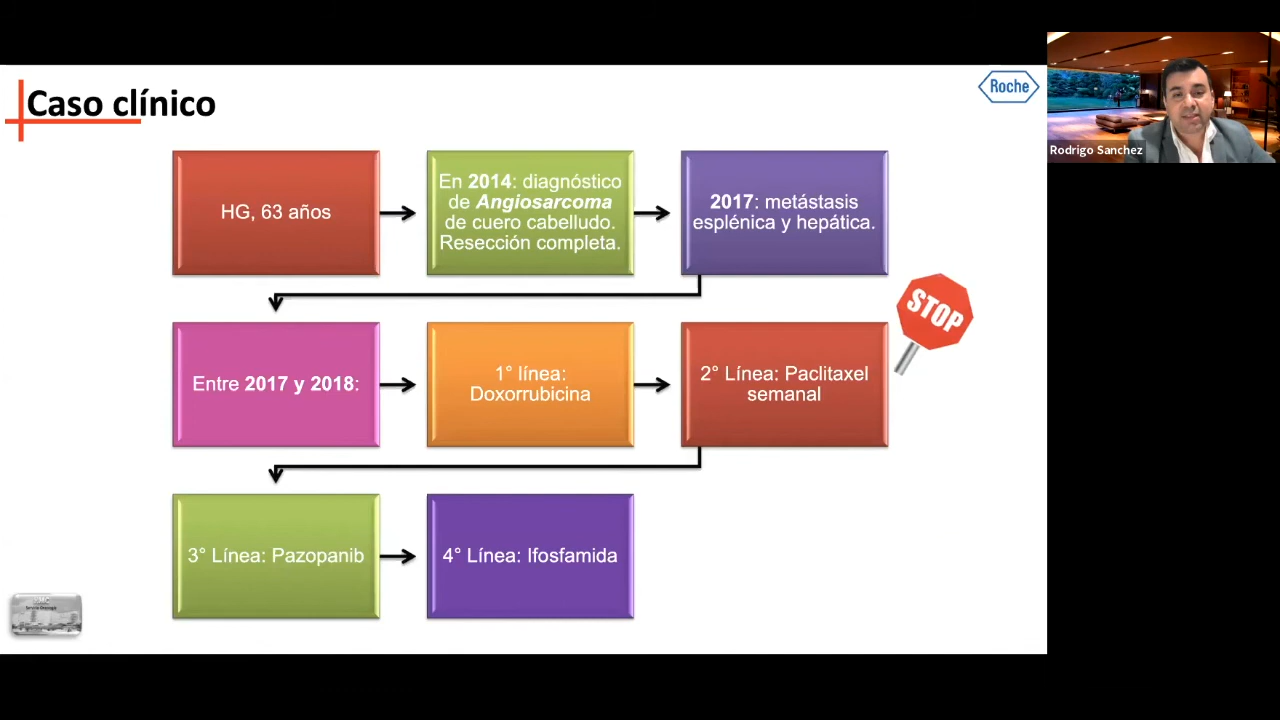 Caso clínico
Roche
Rodrigo Sanchez
HG, 63 años
En 2014: diagnóstico
de Angiosarcoma
de cuero cabelludo.
Resección completa.
2017: metástasis
esplénica y hepática.
STOP
Entre 2017 y 2018:
1° línea:
Doxorrubicina
2° Línea: Paclitaxel
semanal
3° Línea: Pazopanib
4° Línea: Ifosfamida